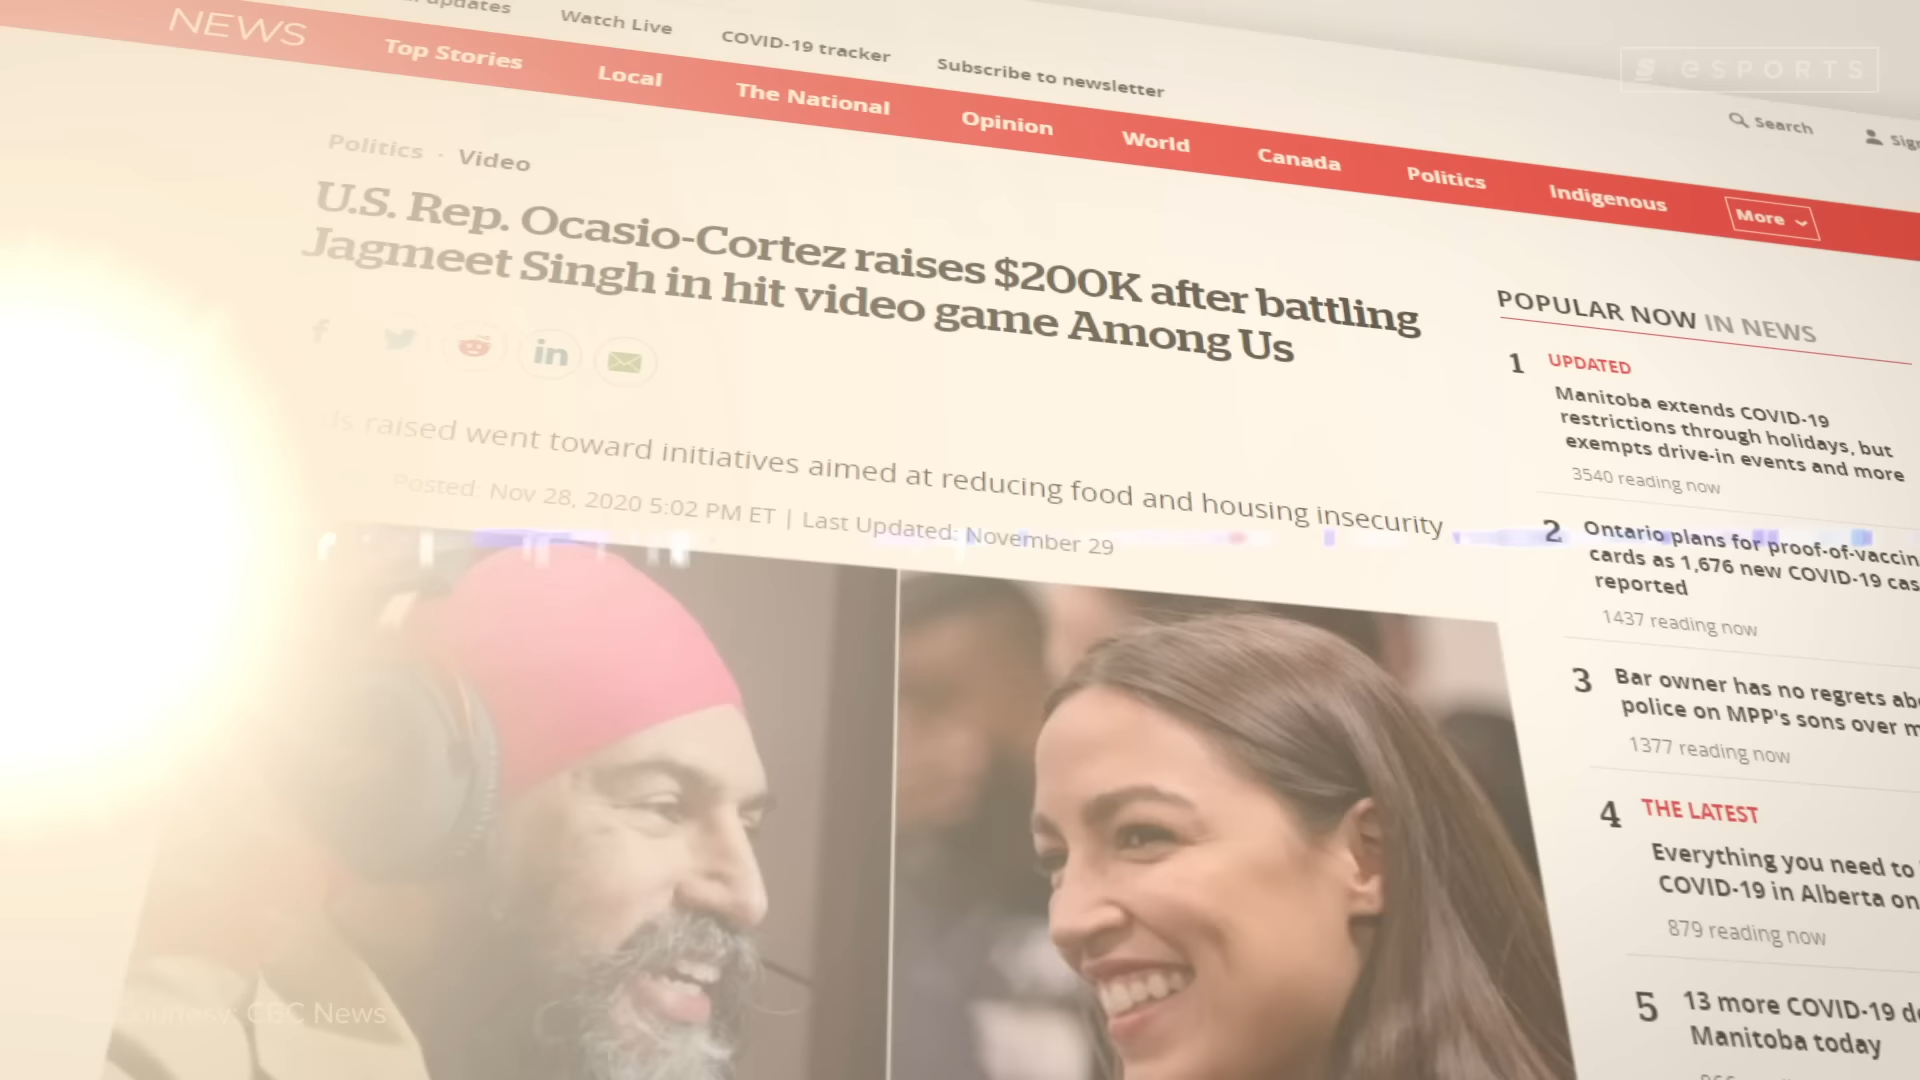 updates
Watch Live
COVID-19 tracker
Subscribe to newsletter
eSPORTS
NEWS
Top Stories
Local
The National
Opinion
World
Canada
Politics
Indigenous
More
Search
Politics · Video
U.S. Rep. Ocasio-Cortez raises $200K after battling
Jagmeet Singh in hit video game Among Us
raised went toward initiatives aimed at reducing food and housing insecurity
Posted: Nov 28, 2020 5:02 PM ET | Last Updated: November 29
POPULAR NOW IN NEWS
1 UPDATED
Manitoba extends COVID-19
restrictions through holidays, but
exempts drive-in events and more
3540 reading now
2 Ontario plans for proof-of-vaccin
cards as 1,676 new COVID-19 cas
reported
1437 reading now
3 Bar owner has no regrets abo
police on MPP's sons over m
1377 reading now
4 THE LATEST
Everything you need to
COVID-19 in Alberta on
879 reading now
5 13 more COVID-19 de
Manitoba today
Courtesy: CBC News